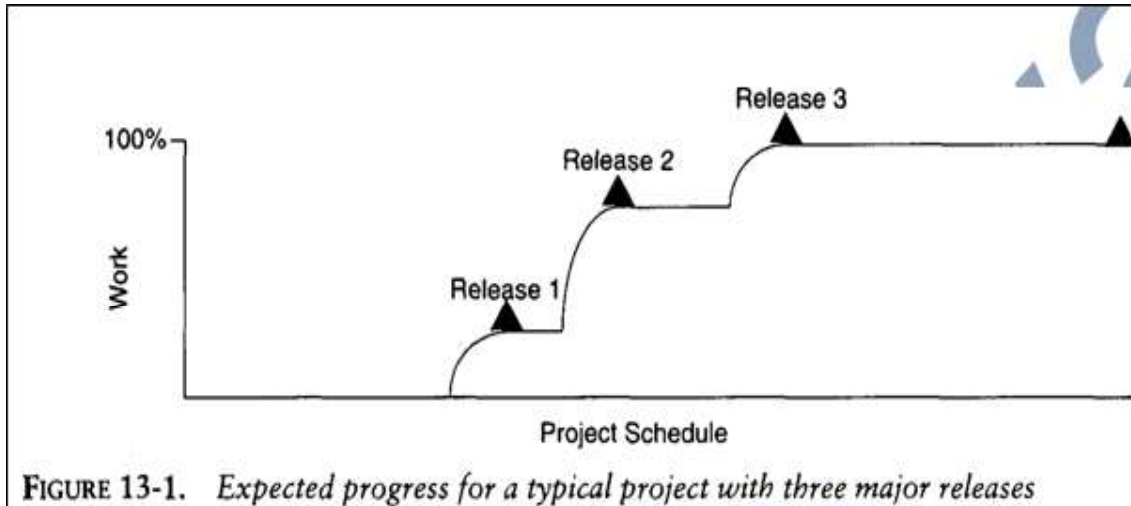 Release 3
100%
Release 2
Work
Release 1
Project Schedule
FIGURE 13-1. Expected progress for a typical project with three major releases